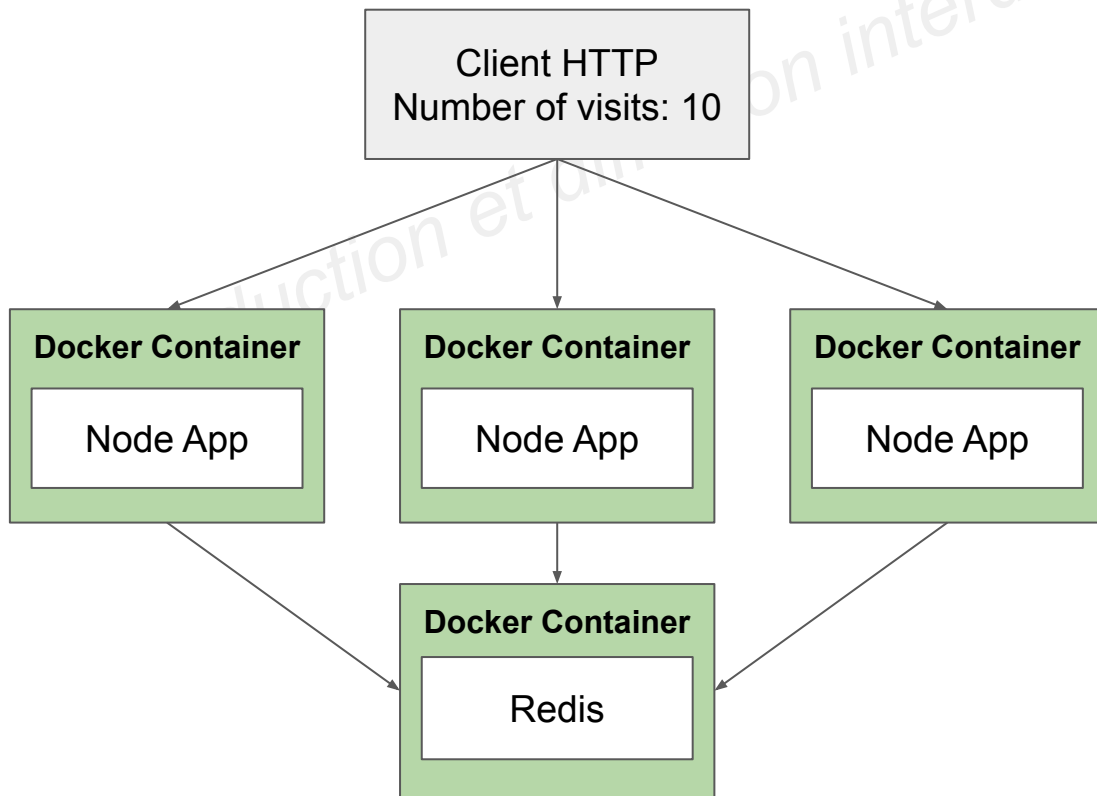 Client HTTP
Number of visits: 10
Docker Container
Node App
Docker Container
Node App
Docker Container
Node App
Docker Container
Redis